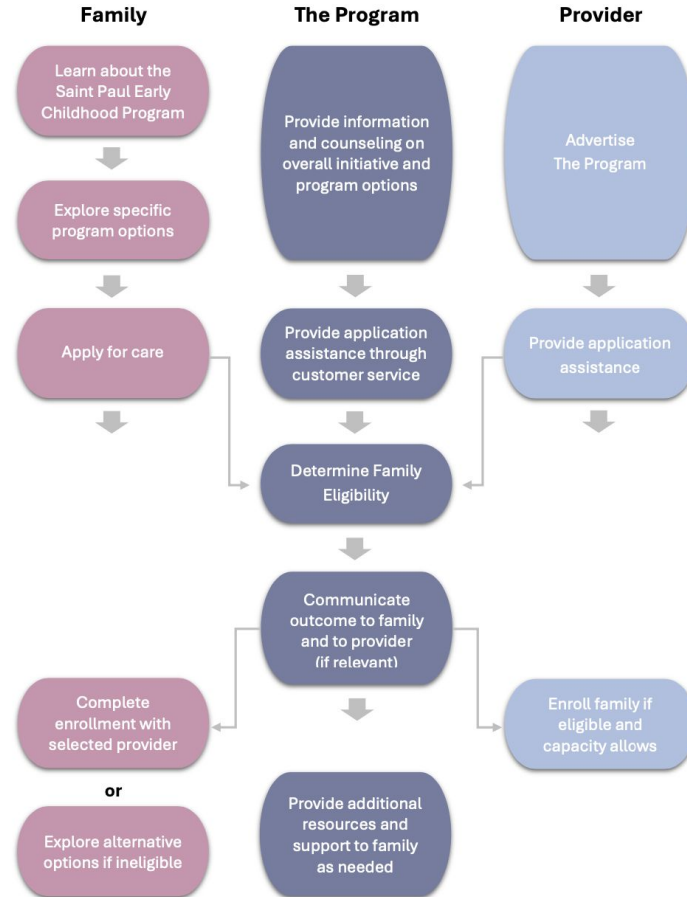 Family
The Program
Provider
Learn about the
Saint Paul Early
Childhood Program
Provide information
and counseling on
overall initiative and
program options
Advertise
The Program
Explore specific
program options
Apply for care
Provide application
assistance through
customer service
Provide application
assistance
Determine Family
Eligibility
Communicate
outcome to family
and to provider
(if relevant)
Complete
enrollment with
selected provider
Enroll family if
eligible and
capacity allows
or
Explore alternative
options if ineligible
Provide additional
resources and
support to family
as needed